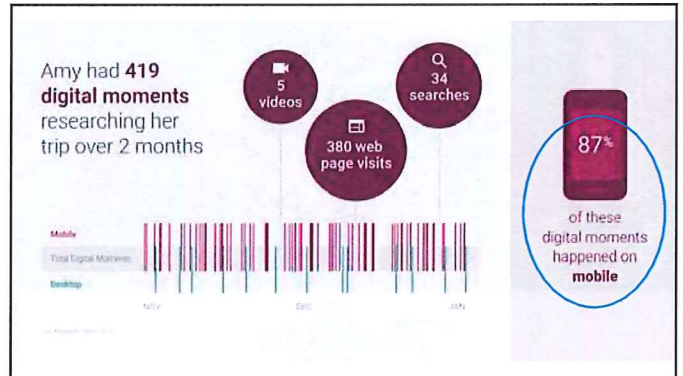 Amy had 419
digital moments
researching her
trip over 2 months
5
videos
380 web
page visits
34
searches
87%
of these
digital moments
happened on
mobile
Mobile
Total Digital Moments
Desktop
NOV
DEC
JAN